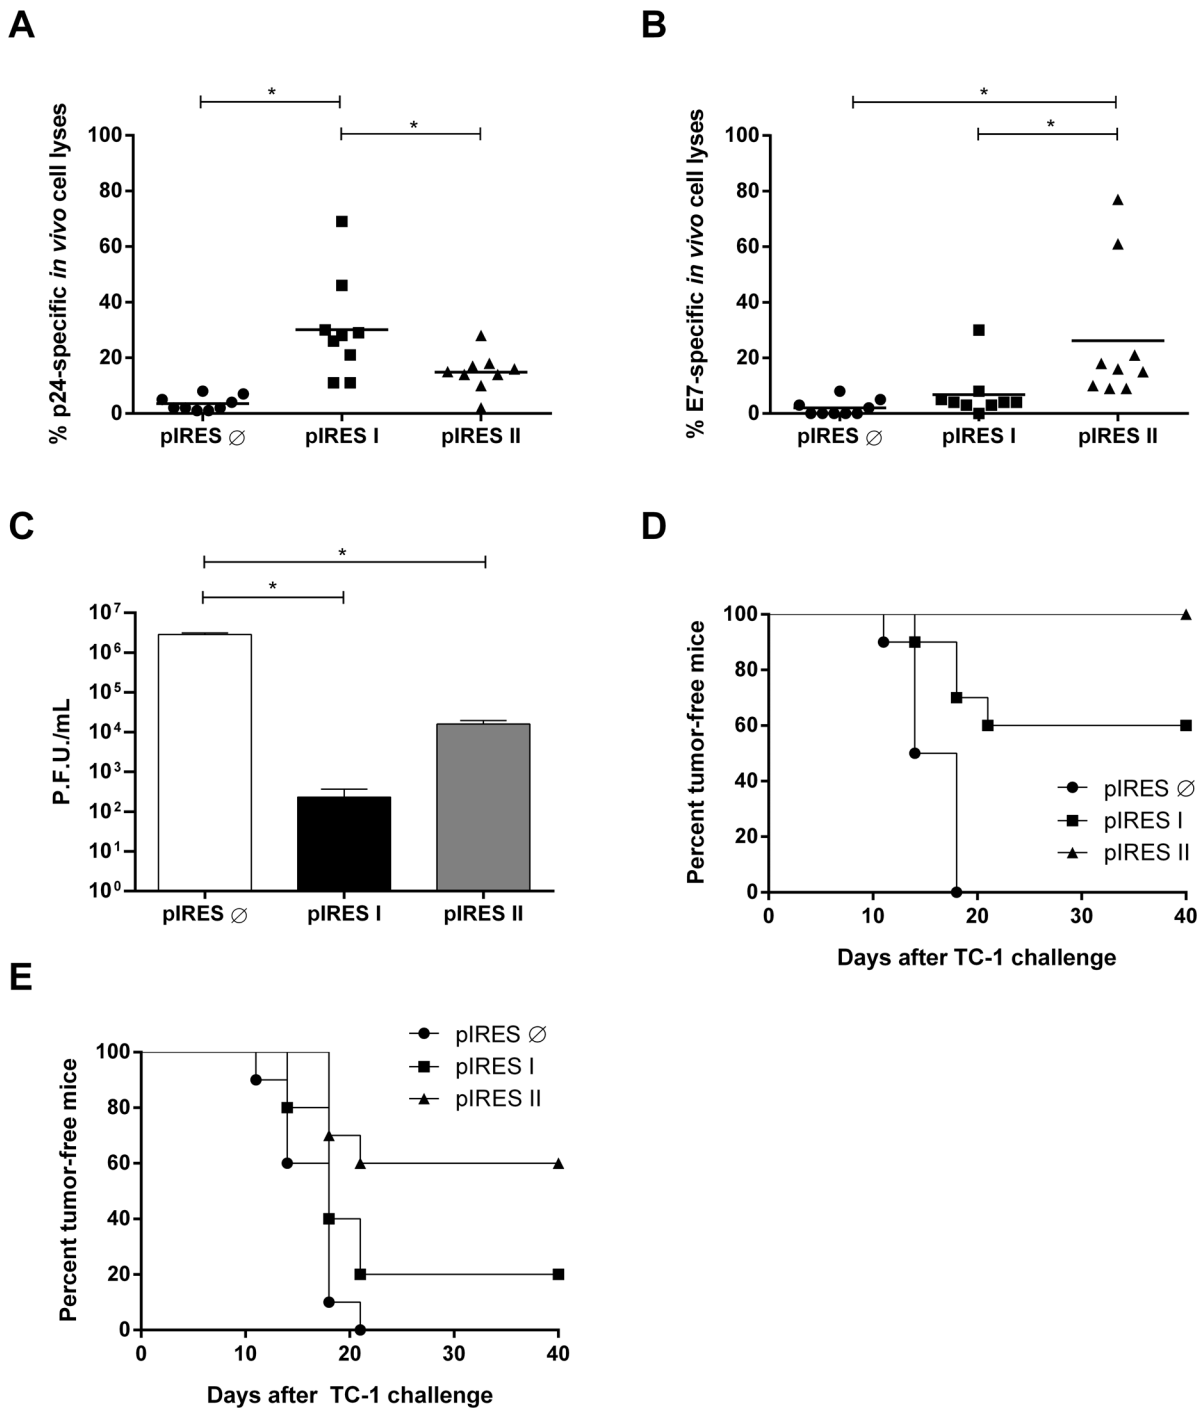 A
B
*
*
% p24-specific in vivo cell lyses
100
80
60
40
20
0
pIRES ∅
pIRES I
pIRES II
*
*
% E7-specific in vivo cell lyses
100
80
60
40
20
0
pIRES ∅
pIRES I
pIRES II
C
D
*
*
P.F.U./mL
10⁷
10⁶
10⁵
10⁴
10³
10²
10¹
10⁰
pIRES ∅
pIRES I
pIRES II
Percent tumor-free mice
100
80
60
40
20
0
pIRES ∅
pIRES I
pIRES II
0 10 20 30 40
Days after TC-1 challenge
E
Percent tumor-free mice
pIRES ∅
pIRES I
pIRES II
100
80
60
40
20
0
0 10 20 30 40
Days after TC-1 challenge